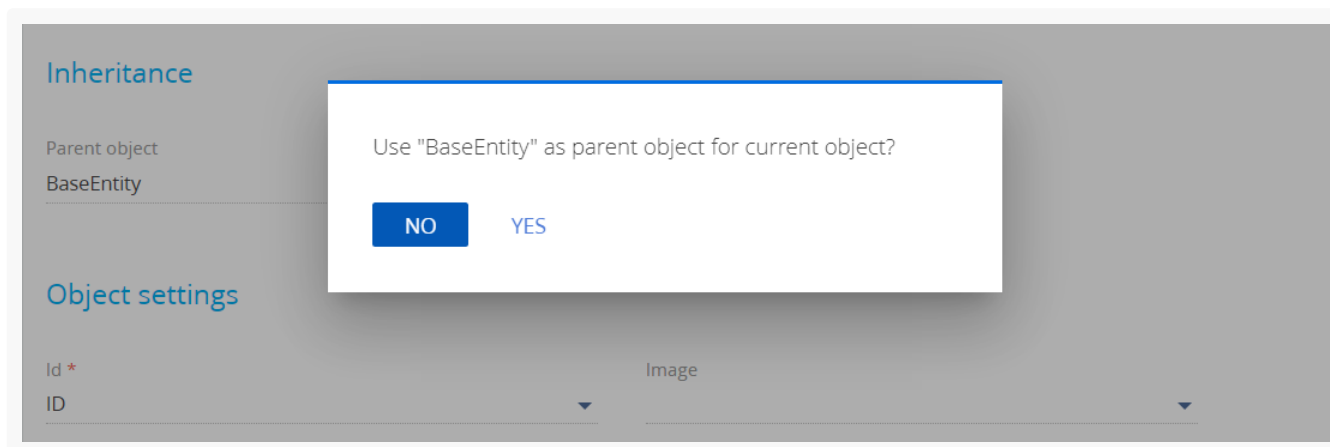 Inheritance
Parent object
BaseEntity
Use "BaseEntity" as parent object for current object?
NO YES
Object settings
Id * Image
ID